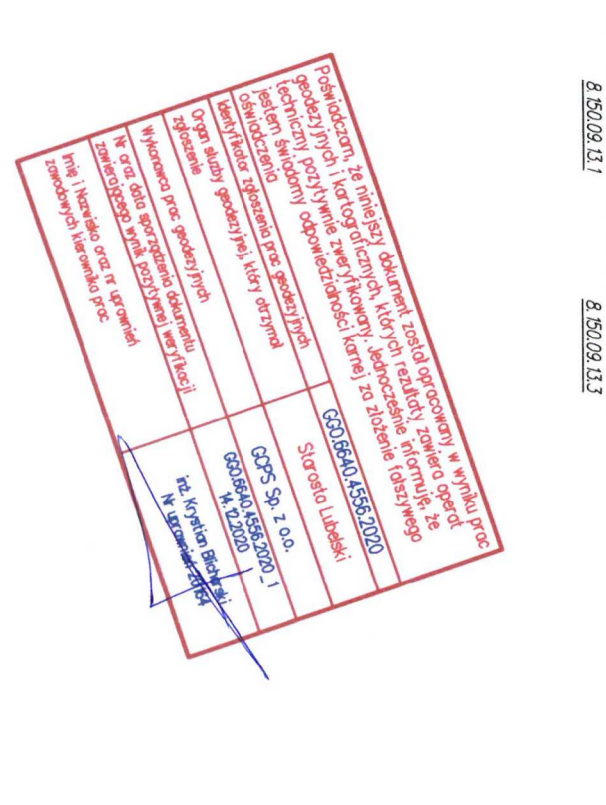 8.150.09.13.1
8.150.09.13.3
Poświadczam, że niniejszy dokument został opracowany w wyniku prac
geodezyjnych i kartograficznych, których rezultaty zawiera operat
techniczny pozytywnie zweryfikowany. Jednocześnie informuję, że
jestem świadomy odpowiedzialności karnej za złożenie fałszywego
oświadczenia
Identyfikator zgłoszenia prac geodezyjnych
GGO.6640.4556.2020
Organ służby geodezyjnej, który otrzymał
zgłoszenie
Starosta Lubelski
Wykonawca prac geodezyjnych
GCPS Sp. z o.o.
Nr oraz data sporządzenia dokumentu
zawierającego wynik pozytywnej weryfikacji
GGO.6640.4556.2020_1
14.12.2020
Imię i Nazwisko oraz nr uprawnień
zawodowych kierownika prac
inż. Krystian Blicharski
Nr uprawnień 20164